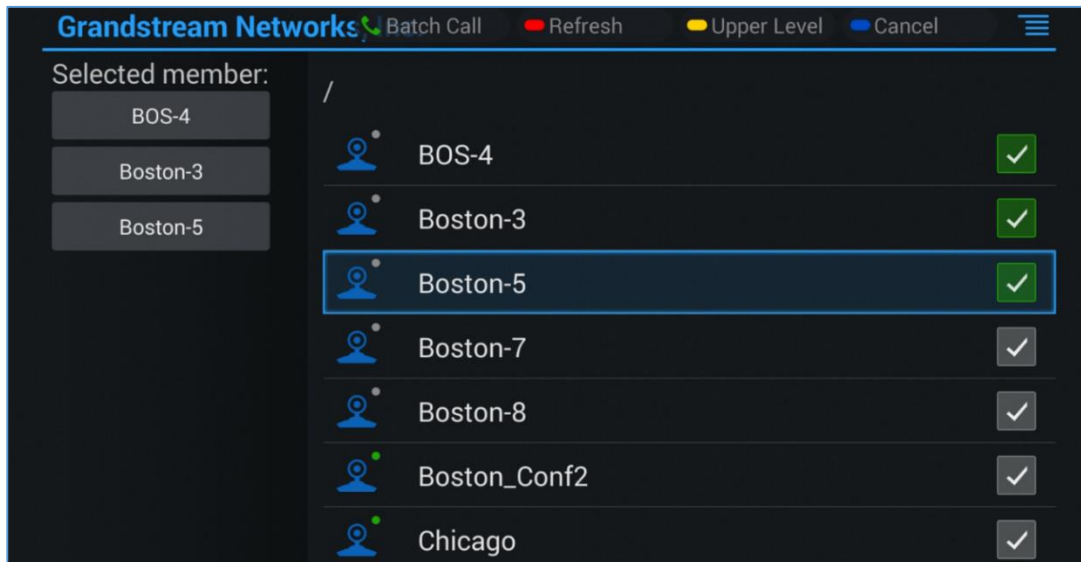 Grandstream Networks, Batch Call Refresh Upper Level Cancel
Selected member:
BOS-4
Boston-3
Boston-5
/
BOS-4
Boston-3
Boston-5
Boston-7
Boston-8
Boston_Conf2
Chicago